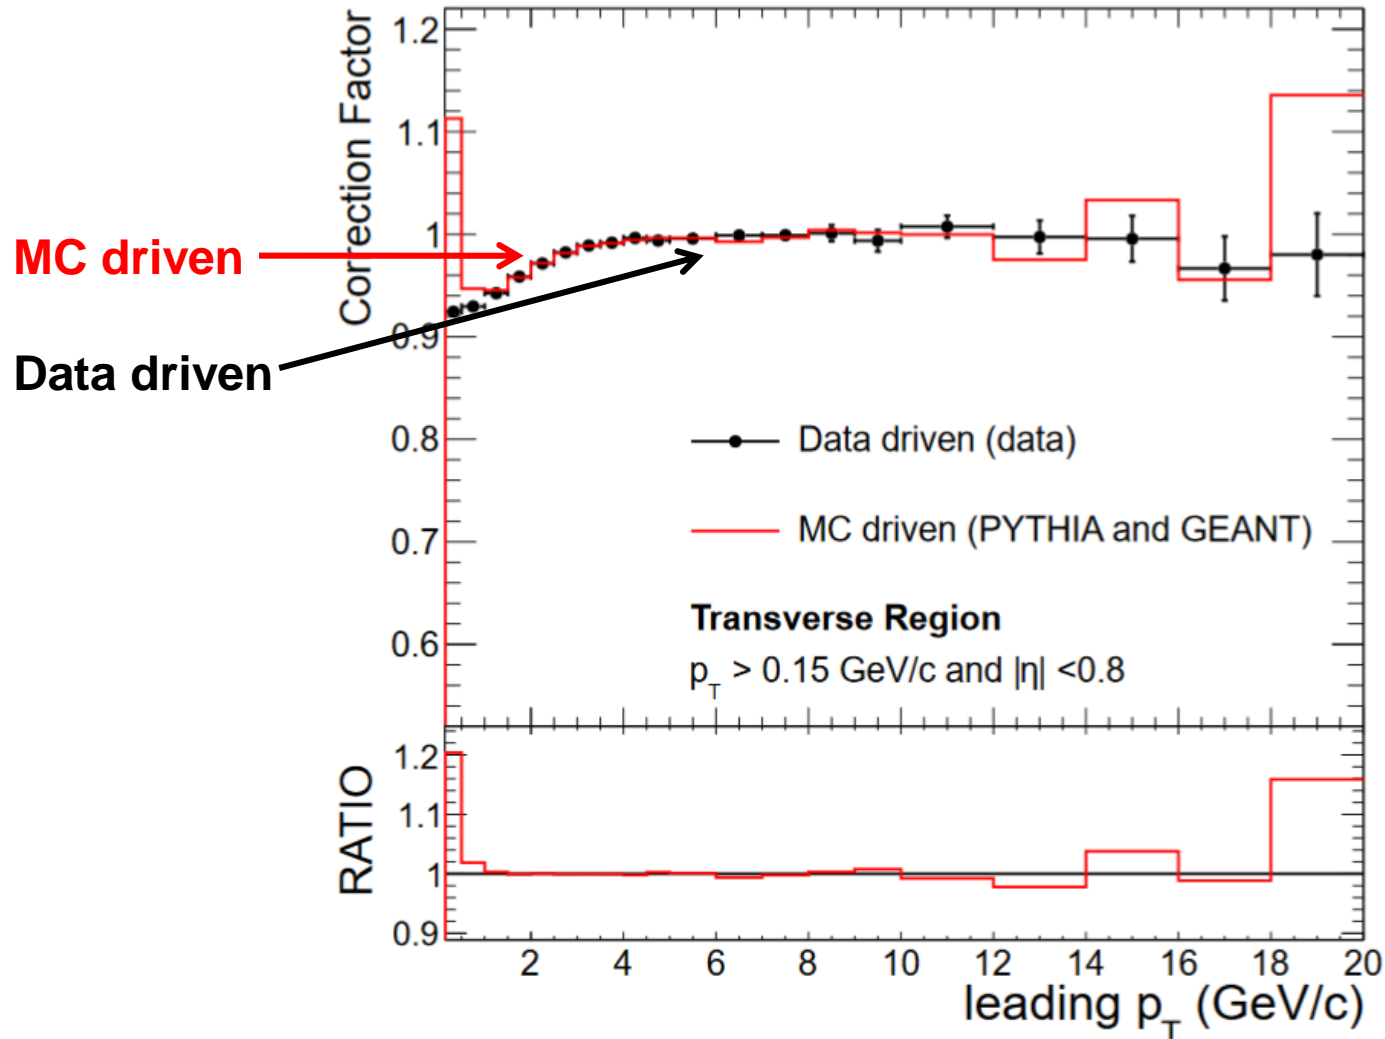 MC driven
Data driven
Correction Factor
1.2
1.1
1
0.9
0.8
0.7
0.6
Data driven (data)
MC driven (PYTHIA and GEANT)
Transverse Region
p_T > 0.15 GeV/c and |η| <0.8
RATIO
1.2
1.1
1
0.9
2 4 6 8 10 12 14 16 18 20
leading p_T (GeV/c)